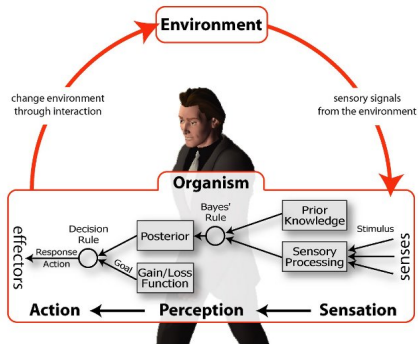 Environment
change environment
through interaction
sensory signals
from the environment
Organism
effectors
Response
Action
Decision
Rule
Posterior
Goal
Gain/Loss
Function
Bayes'
Rule
Prior
Knowledge
Sensory
Processing
Stimulus
senses
Action
Perception
Sensation